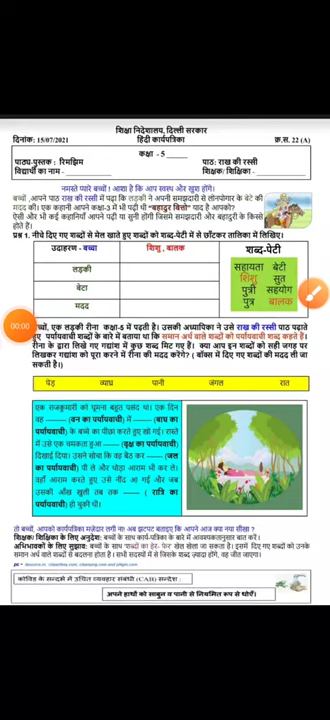 शिक्षा निदेशालय, दिल्ली सरकार
दिनांक: 15/07/2021 हिंदी कार्यपत्रिका क्र.स. 22 (A)
कक्षा - 5 _____
पाठ्य-पुस्तक : रिमझिम पाठ: राख की रस्सी
विद्यार्थी का नाम - शिक्षक/ शिक्षिका -
नमस्ते प्यारे बच्चों ! आशा है कि आप स्वस्थ और खुश होंगे।
बच्चों ,आपने पाठ राख की रस्सी में पढ़ा कि लड़की ने अपनी समझदारी से लोनपोगार के बेटे की
मदद की। एक कहानी आपने कक्षा-3 में भी पढ़ी थी "बहादुर बित्तो" याद है आपको?
ऐसी और भी कई कहानियाँ आपने पढ़ी या सुनी होंगी जिसमे समझदारी और बहादुरी के किस्से
होते हैं।
प्रश्न 1. नीचे दिए गए शब्दों से मेल खाते हुए शब्दों को शब्द-पेटी में से छाँटकर तालिका में लिखिए।
उदाहरण - बच्चा शिशु , बालक
लड़की
बेटा
मदद
शब्द-पेटी
सहायता बेटी
शिशु सुत
पुत्री सहयोग
पुत्र बालक
00:00
च्चों, एक लड़की रीना कक्षा-5 में पढ़ती है। उसकी अध्यापिका ने उसे राख की रस्सी पाठ पढ़ाते
हुए पर्यायवाची शब्दों के बारे में बताया था कि समान अर्थ वाले शब्दों को पर्यायवाची शब्द कहते हैं।
रीना के द्वारा लिखे गए गद्यांश में कुछ शब्द मिट गए हैं। क्या आप इन शब्दों को सही जगह पर
लिखकर गद्यांश को पूरा करने में रीना की मदद करेंगे? ( बॉक्स में दिए गए शब्दों की मदद ली जा
सकती है।)
पेड़ व्याघ्र पानी जंगल रात
एक राजकुमारी को घूमना बहुत पसंद था। एक दिन
वह ------- (वन का पर्यायवाची) में ------- (बाघ का
पर्यायवाची) के बच्चे का पीछा करते हुए खो गई। रास्ते
में उसे एक चमकता हुआ ------- (वृक्ष का पर्यायवाची)
दिखाई दिया। उसने सोचा कि वह बैठ कर ------- (जल
का पर्यायवाची) पी ले और थोड़ा आराम भी कर ले।
वहाँ आराम करते हुए उसे नींद आ गई और जब
उसकी आँख खुली तब तक ------- ( रात्रि का
पर्यायवाची) हो चुकी थी।
तो बच्चों, आपको कार्यपत्रिका मज़ेदार लगी ना! अब झटपट बताइए कि आपने आज क्या नया सीखा ?
शिक्षक/ शिक्षिका के लिए अनुदेश: बच्चों के साथ कार्य-पत्रिका के बारे में आवश्यकतानुसार बात करें।
अभिभावकों के लिए सुझाव: बच्चों के साथ 'शब्दों का हेर- फेर' खेल खेला जा सकता है। इसमें दिए गए शब्दों को उनके
समान अर्थ वाले शब्दों से बदलना होता है। सभी सदस्यों में से जिसके शब्द ज़्यादा होंगे, वह जीत जाएगा।
कोविड के सन्दर्भ में उचित व्यवहार संबंधी (CAB) सन्देश :
अपने हाथों को साबुन व पानी से नियमित रूप से धोएँ।